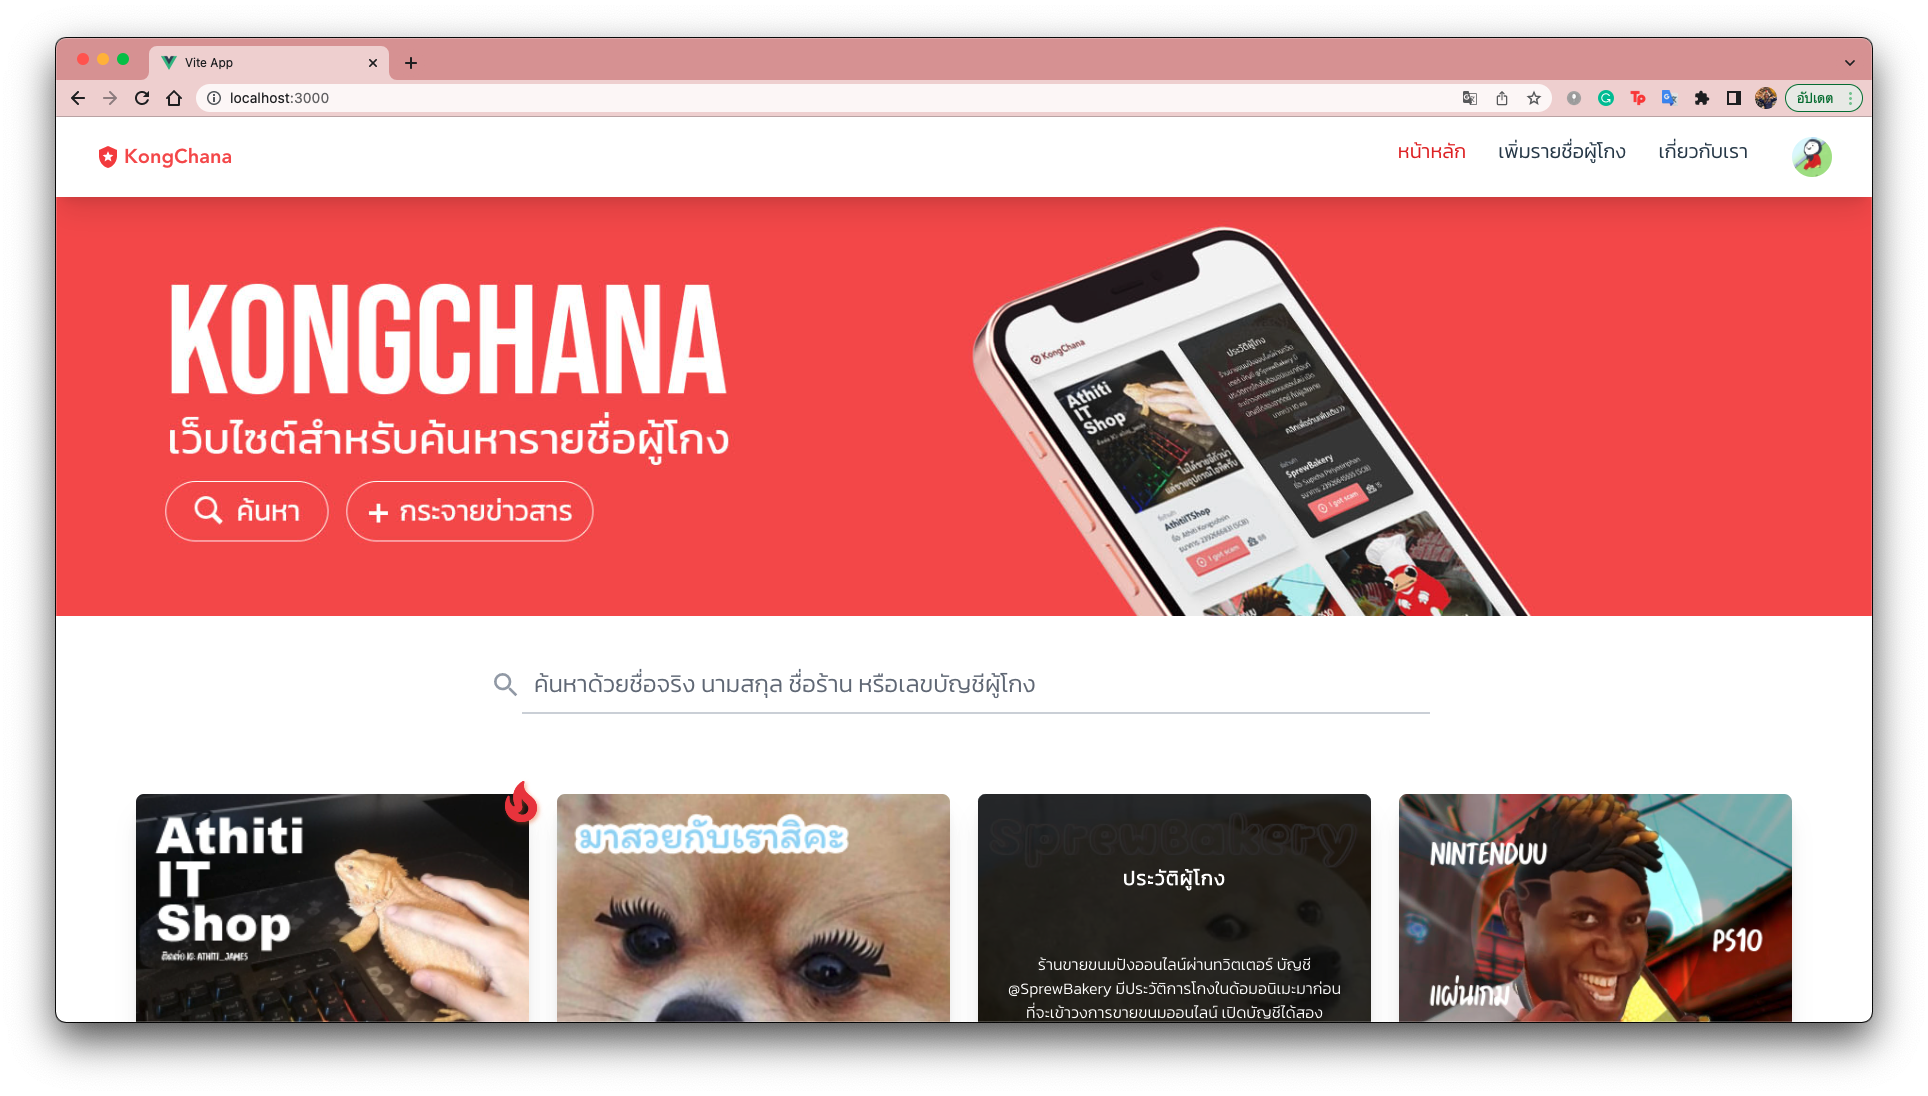 Vite App
localhost:3000
อัปเดต
KongChana
หน้าหลัก เพิ่มรายชื่อผู้โกง เกี่ยวกับเรา
KONGCHANA
เว็บไซต์สำหรับค้นหารายชื่อผู้โกง
ค้นหา + กระจายข่าวสาร
KongChana
Athiti
IT
Shop
ประวัติผู้โกง
SprewBakery
I got scam
15
AthitiITShop
I got scam
ค้นหาด้วยชื่อจริง นามสกุล ชื่อร้าน หรือเลขบัญชีผู้โกง
Athiti
IT
Shop
ติดต่อ IG: ATHITI_JAMES
มาสวยกับเราสิคะ
SprewBakery
ประวัติผู้โกง
ร้านขายขนมปังออนไลน์ผ่านทวิตเตอร์ บัญชี
@SprewBakery มีประวัติการโกงในด้อมอนิเมะมาก่อน
ที่จะเข้าวงการขายขนมออนไลน์ เปิดบัญชีได้สอง
NINTENDUU
PS10
แผ่นเกม